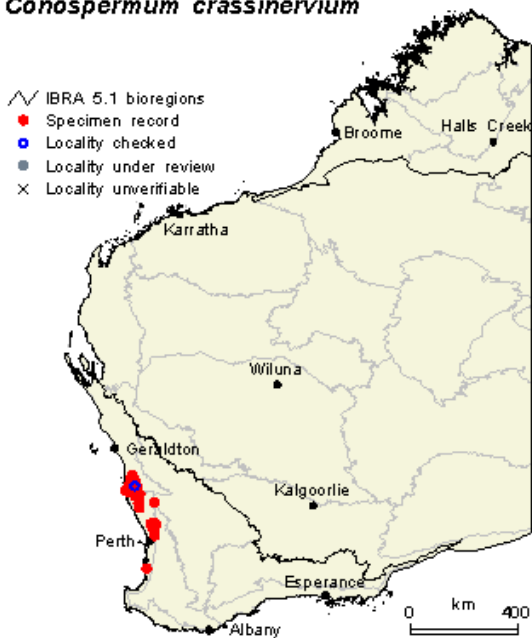 Conospermum crassinervium
IBRA 5.1 bioregions
Specimen record
Locality checked
Locality under review
Locality unverifiable
Broome
Halls Creek
Karratha
Wiluna
Geraldton
Kalgoorlie
Perth
Esperance
Albany
0 km 400